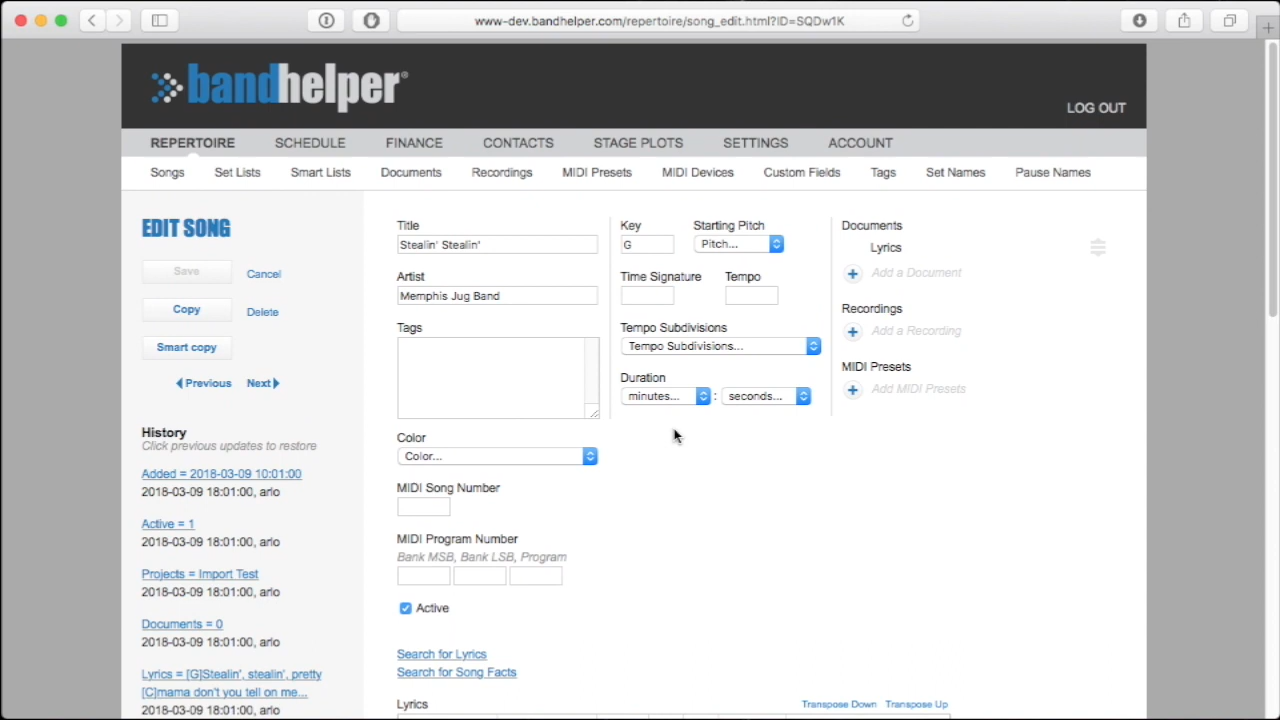 www-dev.bandhelper.com/repertoire/song_edit.html?ID=SQDw1K
bandhelper®
LOG OUT
REPERTOIRE SCHEDULE FINANCE CONTACTS STAGE PLOTS SETTINGS ACCOUNT
Songs Set Lists Smart Lists Documents Recordings MIDI Presets MIDI Devices Custom Fields Tags Set Names Pause Names
EDIT SONG
Save Cancel
Copy Delete
Smart copy
Previous Next
History
Click previous updates to restore
Added = 2018-03-09 10:01:00
2018-03-09 18:01:00, arlo
Active = 1
2018-03-09 18:01:00, arlo
Projects = Import Test
2018-03-09 18:01:00, arlo
Documents = 0
2018-03-09 18:01:00, arlo
Lyrics = [G]Stealin', stealin', pretty
[C]mama don't you tell on me...
2018-03-09 18:01:00, arlo
Title
Stealin' Stealin'
Artist
Memphis Jug Band
Tags
Color
Color...
MIDI Song Number
MIDI Program Number
Bank MSB, Bank LSB, Program
Active
Search for Lyrics
Search for Song Facts
Lyrics
Transpose Down Transpose Up
Key Starting Pitch
G Pitch...
Time Signature Tempo
Tempo Subdivisions
Tempo Subdivisions...
Duration
minutes... : seconds...
Documents
Lyrics
Add a Document
Recordings
Add a Recording
MIDI Presets
Add MIDI Presets